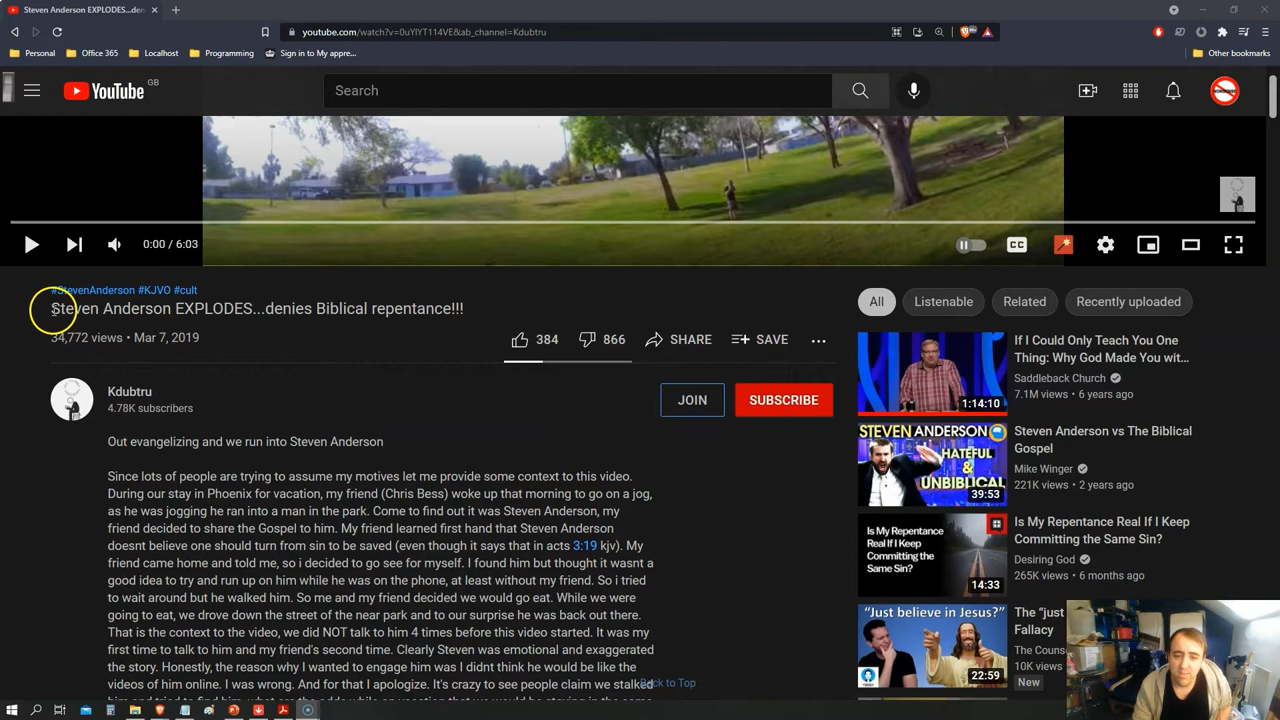 Steven Anderson EXPLODES...den
youtube.com/watch?v=0uYlYT114VE&ab_channel=Kdubtru
Personal
Office 365
Localhost
Programming
Sign in to My appre...
Other bookmarks
YouTube GB
Search
0:00 / 6:03
CC
#StevenAnderson #KJVO #cult
Steven Anderson EXPLODES...denies Biblical repentance!!!
34,772 views • Mar 7, 2019
384
866
SHARE
SAVE
Kdubtru
4.78K subscribers
JOIN
SUBSCRIBE
Out evangelizing and we run into Steven Anderson
Since lots of people are trying to assume my motives let me provide some context to this video.
During our stay in Phoenix for vacation, my friend (Chris Bess) woke up that morning to go on a jog,
as he was jogging he ran into a man in the park. Come to find out it was Steven Anderson, my
friend decided to share the Gospel to him. My friend learned first hand that Steven Anderson
doesnt believe one should turn from sin to be saved (even though it says that in acts 3:19 kjv). My
friend came home and told me, so i decided to go see for myself. I found him but thought it wasnt a
good idea to try and run up on him while he was on the phone, at least without my friend. So i tried
to wait around but he walked him. So me and my friend decided we would go eat. While we were
going to eat, we drove down the street of the near park and to our surprise he was back out there.
That is the context to the video, we did NOT talk to him 4 times before this video started. It was my
first time to talk to him and my friend's second time. Clearly Steven was emotional and exaggerated
the story. Honestly, the reason why I wanted to engage him was I didnt think he would be like the
videos of him online. I was wrong. And for that I apologize. It's crazy to see people claim we stalked
Back to Top
All
Listenable
Related
Recently uploaded
1:14:10
If I Could Only Teach You One
Thing: Why God Made You wit...
Saddleback Church
7.1M views • 6 years ago
STEVEN ANDERSON
HATEFUL
&
UNBIBLICAL
39:53
Steven Anderson vs The Biblical
Gospel
Mike Winger
221K views • 2 years ago
Is My
Repentance
Real If I Keep
Committing the
Same Sin?
14:33
Is My Repentance Real If I Keep
Committing the Same Sin?
Desiring God
265K views • 6 months ago
"Just believe in Jesus?"
22:59
The "just
Fallacy
The Couns
10K views
New